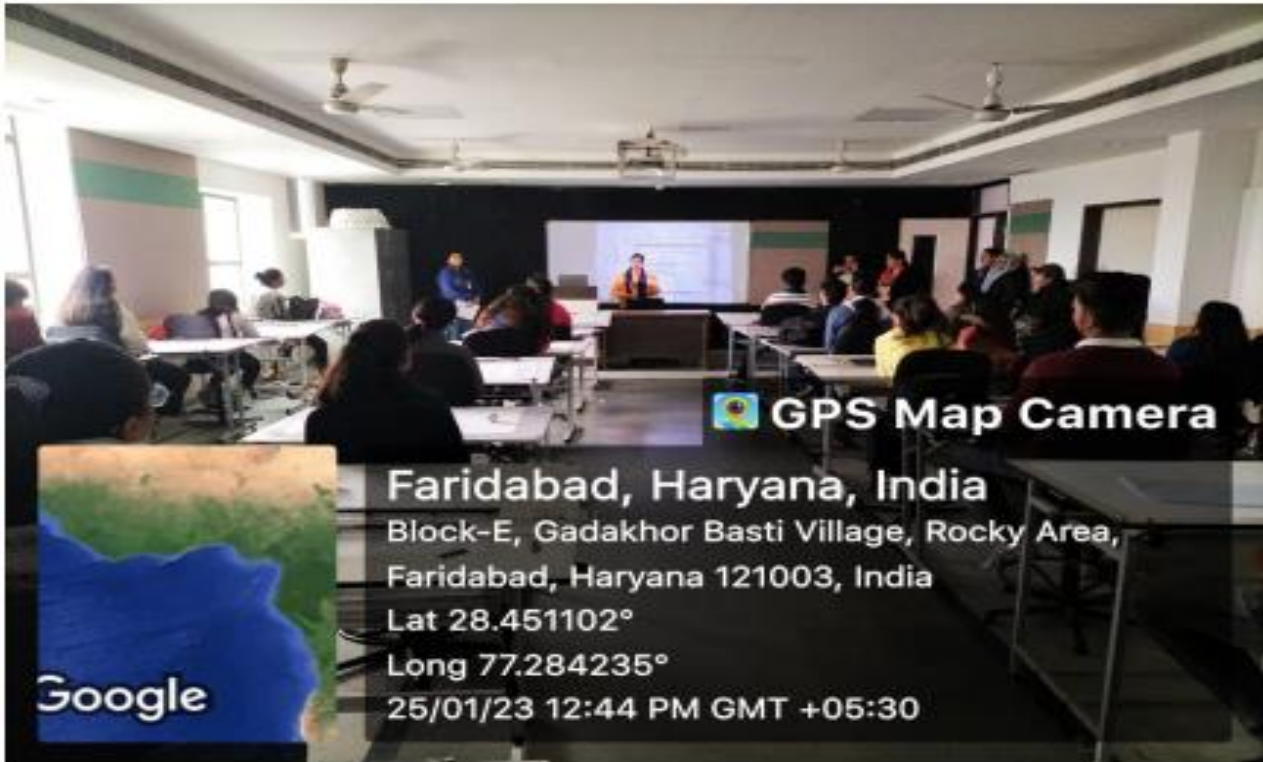 GPS Map Camera
Faridabad, Haryana, India
Block-E, Gadakhor Basti Village, Rocky Area,
Faridabad, Haryana 121003, India
Lat 28.451102°
Long 77.284235°
25/01/23 12:44 PM GMT +05:30
Google